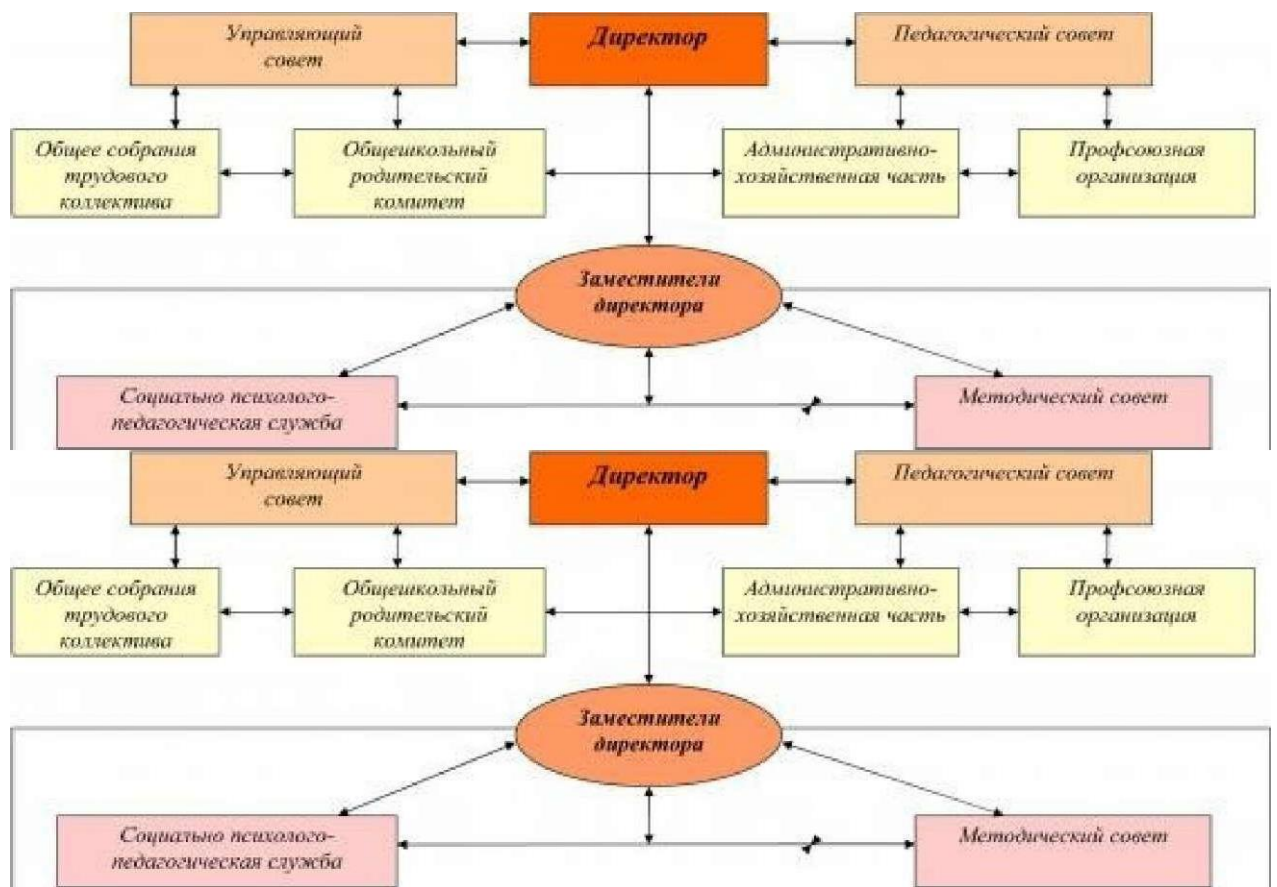 Управляющий
совет
Директор
Педагогический совет
Общее собрания
трудового
коллектива
Общешкольный
родительский
комитет
Административно-
хозяйственная часть
Профсоюзная
организация
Заместители
директора
Социально психолого-
педагогическая служба
Методический совет
Управляющий
совет
Директор
Педагогический совет
Общее собрания
трудового
коллектива
Общешкольный
родительский
комитет
Административно-
хозяйственная часть
Профсоюзная
организация
Заместители
директора
Социально психолого-
педагогическая служба
Методический совет